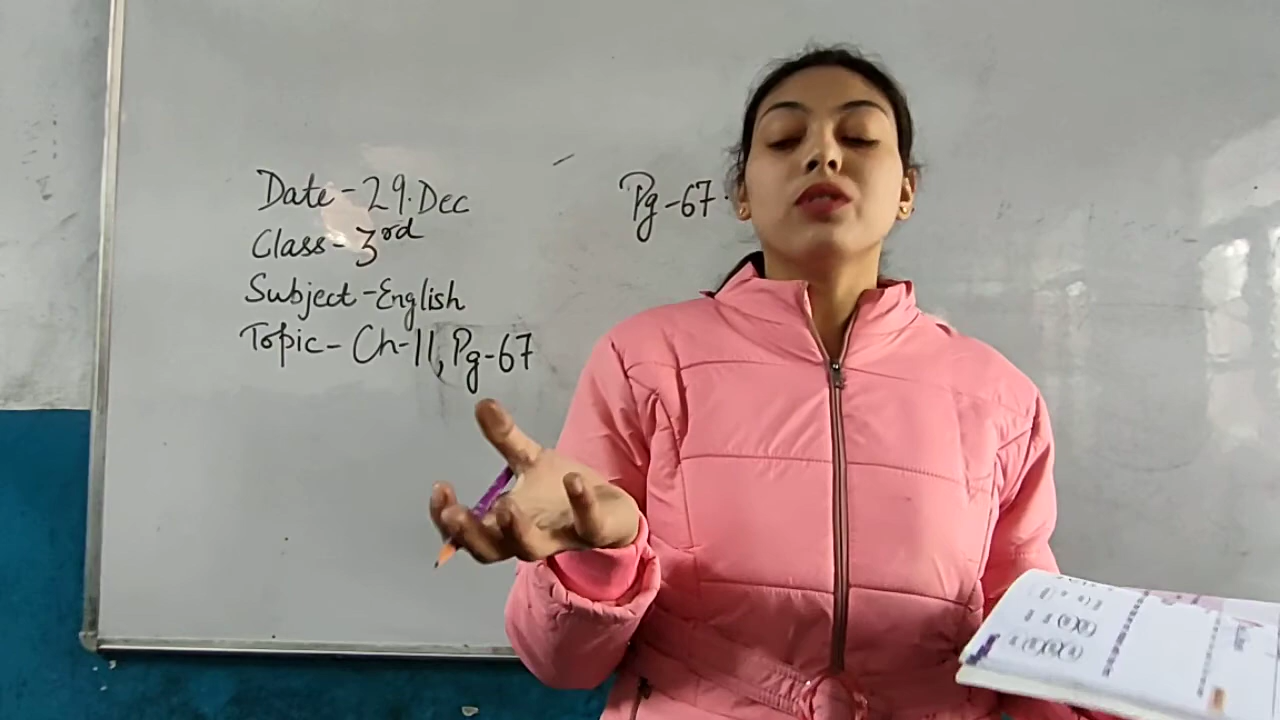 Date-29.Dec
Class-3rd
Subject-English
Topic-Ch-11, Pg-67
Pg-67.